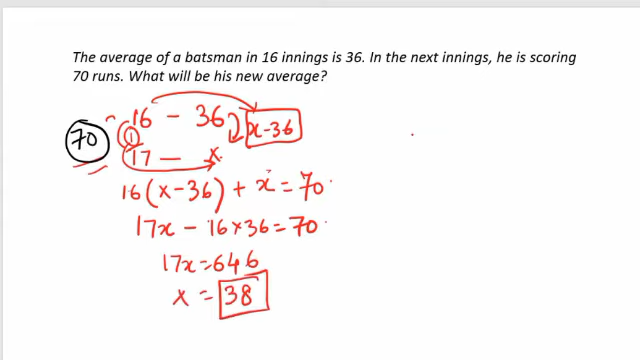 The average of a batsman in 16 innings is 36. In the next innings, he is scoring
70 runs. What will be his new average?
16 – 36
x-36
70
1
17 — x
16(x-36) + x = 70
17x - 16×36 = 70
17x = 646
x = 38